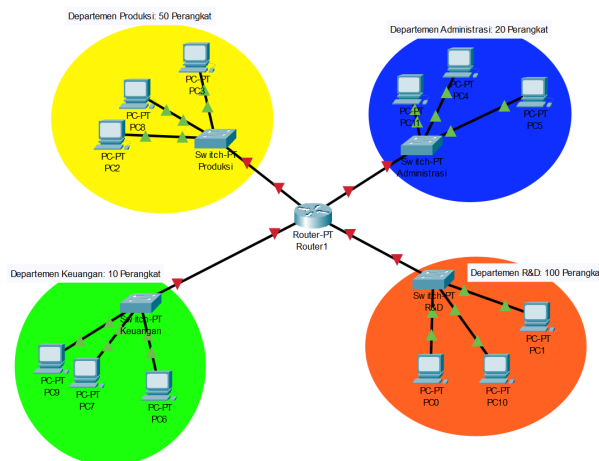 Departemen Produksi: 50 Perangkat
PC-PT
PC3
PC-PT
PC8
PC-PT
PC2
Switch-PT
Produksi
Departemen Administrasi: 20 Perangkat
PC-PT
PC4
PC-PT
PC11
PC-PT
PC5
Switch-PT
Administrasi
Router-PT
Router1
Departemen Keuangan: 10 Perangkat
Switch-PT
Keuangan
PC-PT
PC9
PC-PT
PC7
PC-PT
PC6
Departemen R&D: 100 Perangka
Switch-PT
R&D
PC-PT
PC1
PC-PT
PC0
PC-PT
PC10